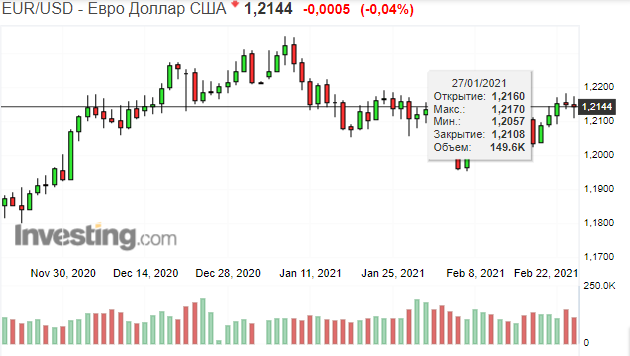 EUR/USD - Евро Доллар США 1,2144 -0,0005 (-0,04%)
27/01/2021
Открытие: 1,2160
Макс.: 1,2170
Мин.: 1,2057
Закрытие: 1,2108
Объем: 149.6K
1,2200
1,2144
1,2100
1,2000
1,1900
1,1800
1,1700
Investing.com
Nov 30, 2020 Dec 14, 2020 Dec 28, 2020 Jan 11, 2021 Jan 25, 2021 Feb 8, 2021 Feb 22, 2021
250.0K
0